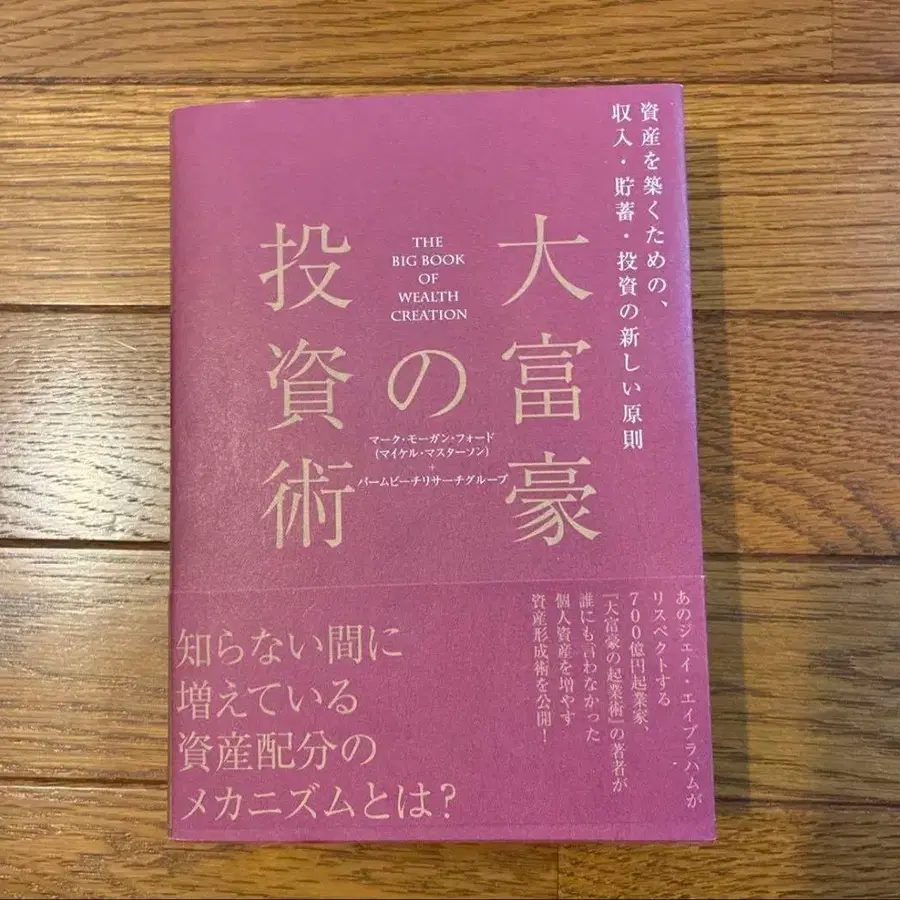 資産を築くための、
収入・貯蓄・投資の新しい原則
大富豪
の
投資術
THE
BIG BOOK
OF
WEALTH
CREATION
マーク・モーガン・フォード
(マイケル・マスターソン)
+
パームビーチリサーチグループ
あのジェイ・エイブラハムが
リスペクトする
700億円起業家、
『大富豪の起業術』の著者が
誰にも言わなかった
個人資産を増やす
資産形成術を公開!
知らない間に
増えている
資産配分の
メカニズムとは?